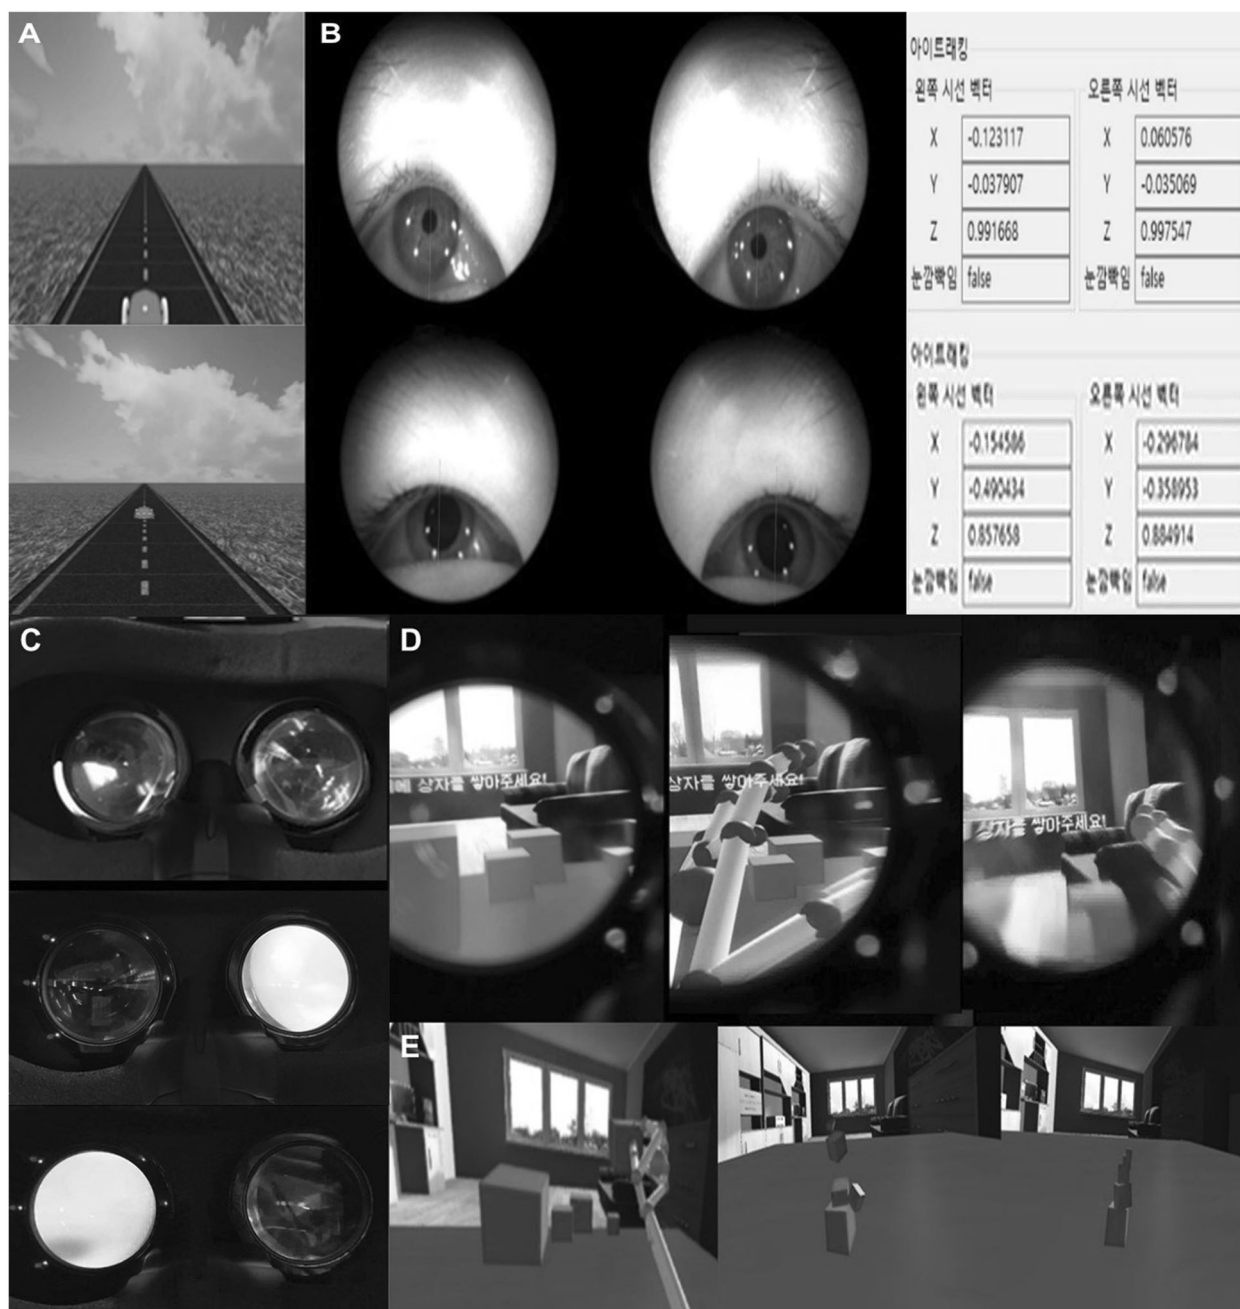 A
B
아이트래킹
왼쪽 시선 벡터
오른쪽 시선 벡터
X -0.123117
X 0.060576
Y -0.037907
Y -0.035069
Z 0.991668
Z 0.997547
눈깜빡임 false
눈깜빡임 false
아이트래킹
왼쪽 시선 벡터
오른쪽 시선 벡터
X -0.154586
X -0.296784
Y -0.490434
Y -0.358953
Z 0.857658
Z 0.884914
눈깜빡임 false
눈깜빡임 false
C
D
에 상자를 쌓아주세요!
상자를 쌓아주세요!
상자를 쌓아주세요!
E